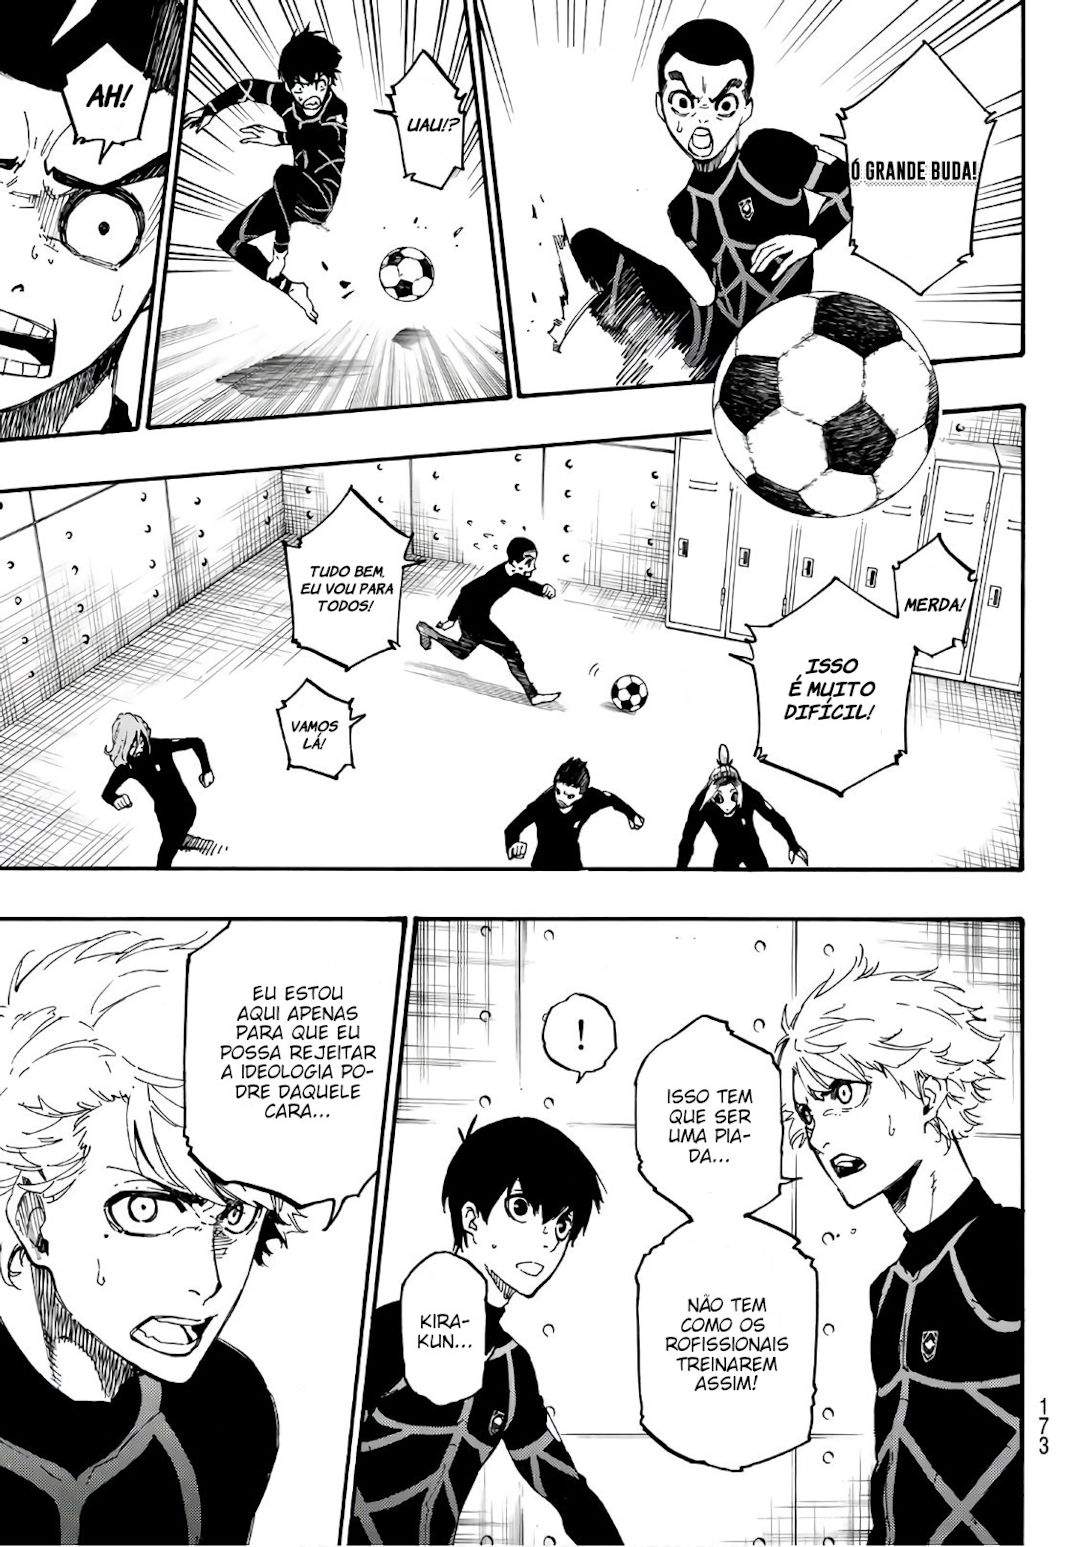 Ó GRANDE BUDA!
UAU!?
AH!
MERDA!
ISSO
É MUITO
DIFÍCIL!
TUDO BEM,
EU VOU PARA
TODOS!
VAMOS
LÁ!
ISSO TEM
QUE SER
UMA PIA-
DA...
!
NÃO TEM
COMO OS
ROFISSIONAIS
TREINAREM
ASSIM!
KIRA-
KUN...
EU ESTOU
AQUI APENAS
PARA QUE EU
POSSA REJEITAR
A IDEOLOGIA PO-
DRE DAQUELE
CARA...
173